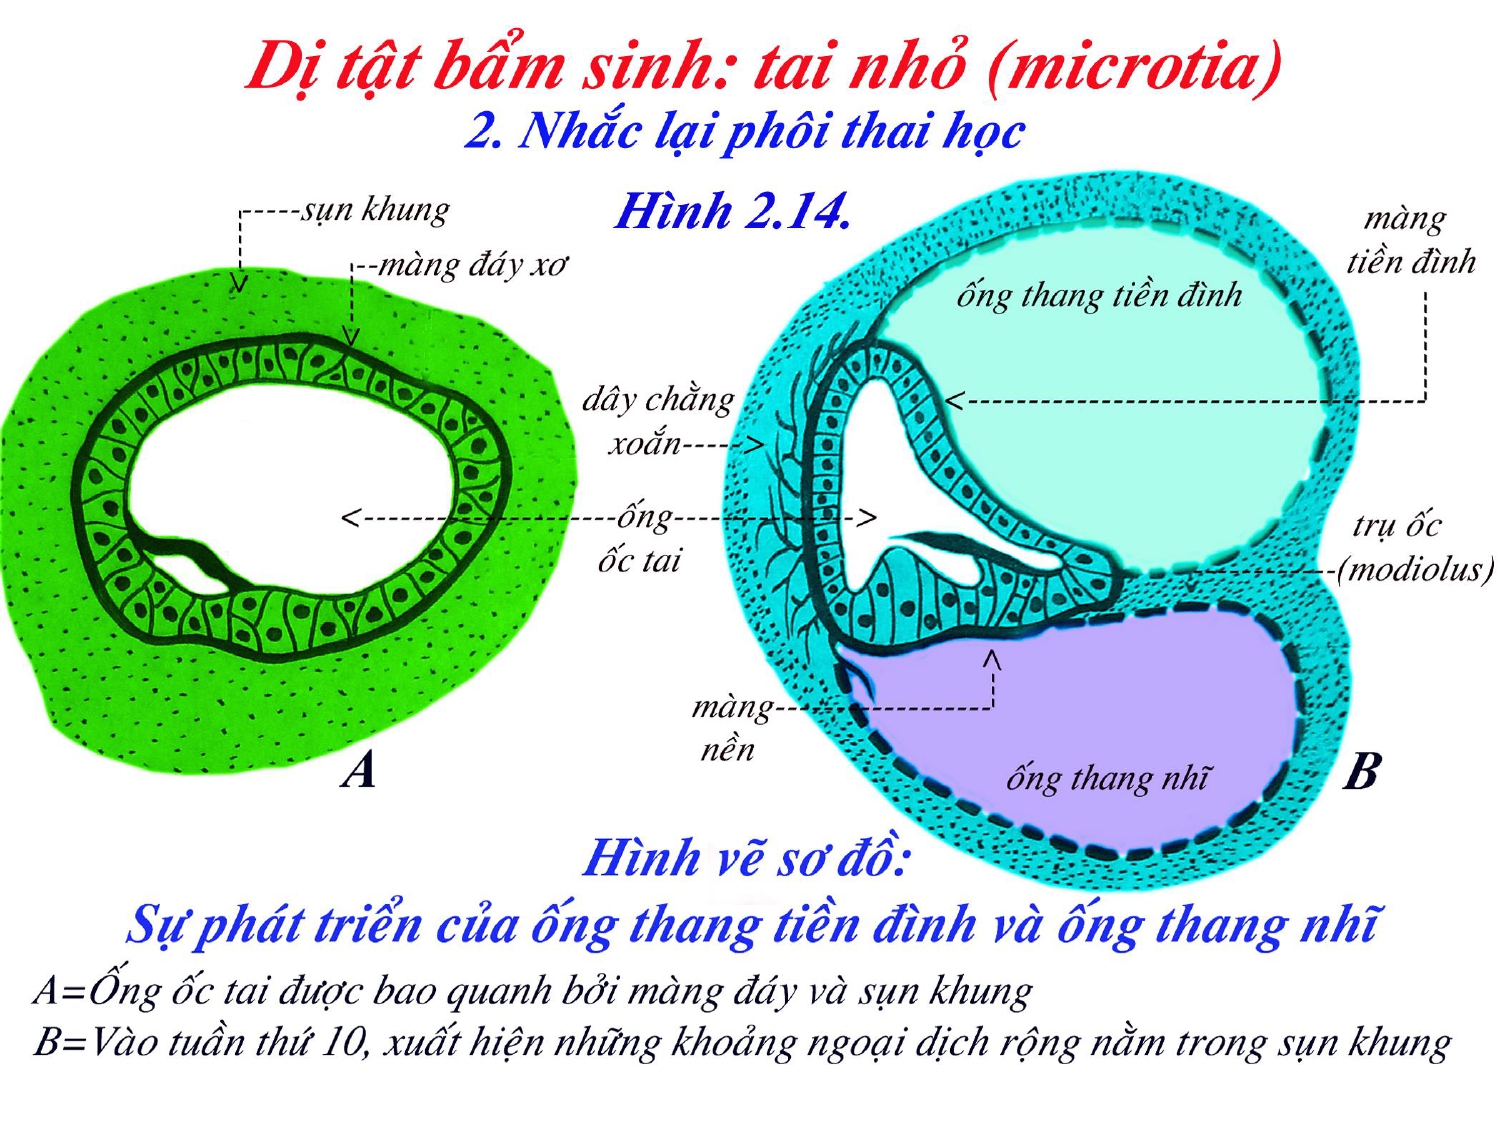 Dị tật bẩm sinh: tai nhỏ (microtia)
2. Nhắc lại phôi thai học
Hình 2.14.
sụn khung
màng đáy xơ
màng
tiền đình
ống thang tiền đình
dây chằng
xoắn
ống
ốc tai
trụ ốc
(modiolus)
màng
nền
ống thang nhĩ
A
B
Hình vẽ sơ đồ:
Sự phát triển của ống thang tiền đình và ống thang nhĩ
A=Ống ốc tai được bao quanh bởi màng đáy và sụn khung
B=Vào tuần thứ 10, xuất hiện những khoảng ngoại dịch rộng nằm trong sụn khung